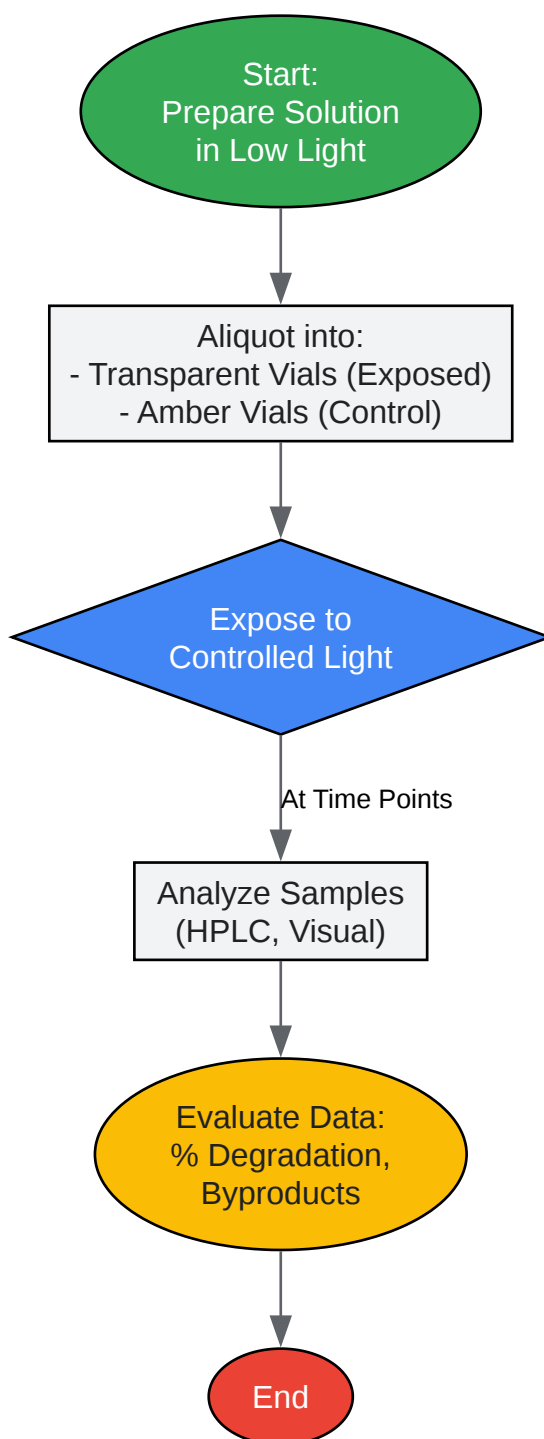 Start:
Prepare Solution
in Low Light
Aliquot into:
- Transparent Vials (Exposed)
- Amber Vials (Control)
Expose to
Controlled Light
At Time Points
Analyze Samples
(HPLC, Visual)
Evaluate Data:
% Degradation,
Byproducts
End